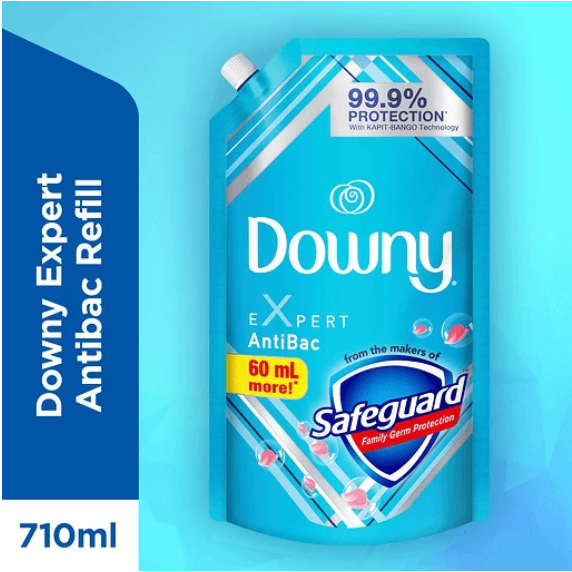 Downy Expert
Antibac Refill
710ml
99.9%
PROTECTION*
With KAPIT-BANGO Technology
Downy
EXPERT
AntiBac
60 mL
more!*
from the makers of
Safeguard
Family Germ Protection